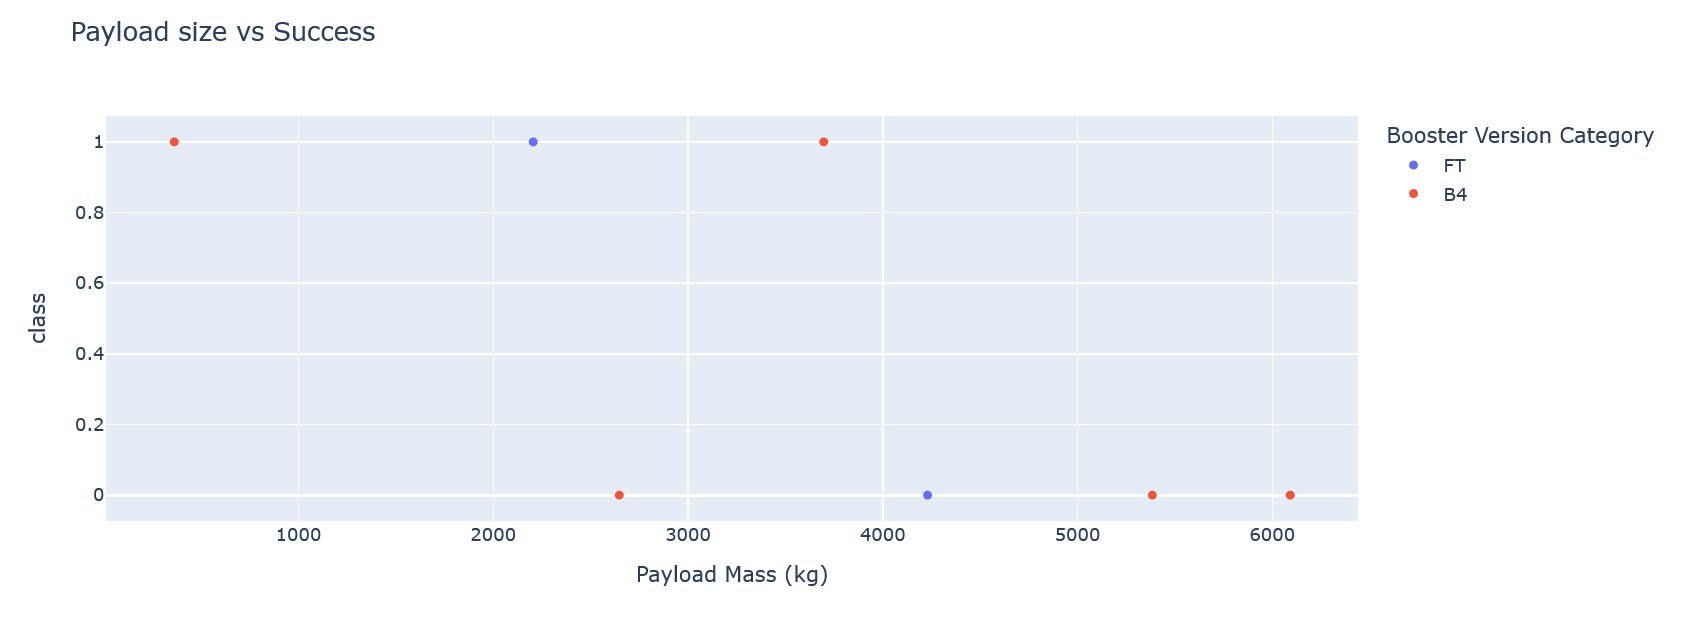 Payload size vs Success
Booster Version Category
FT
B4
1
0.8
0.6
0.4
0.2
0
class
1000
2000
3000
4000
5000
6000
Payload Mass (kg)